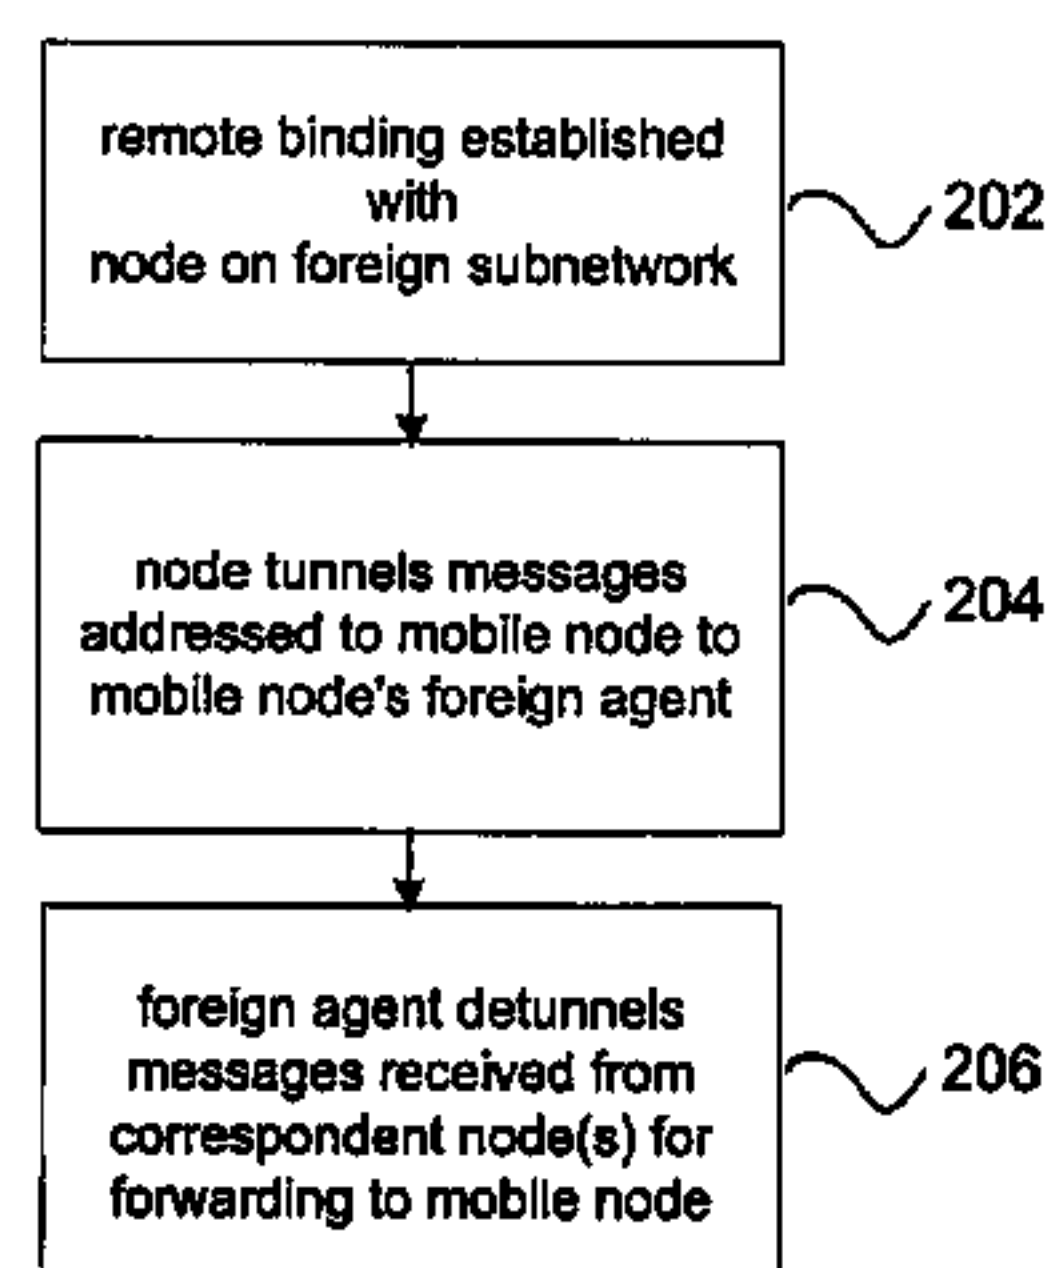 remote binding established
with
node on foreign subnetwork
202
node tunnels messages
addressed to mobile node to
mobile node's foreign agent
204
foreign agent detunnels
messages received from
correspondent node(s) for
forwarding to mobile node
206